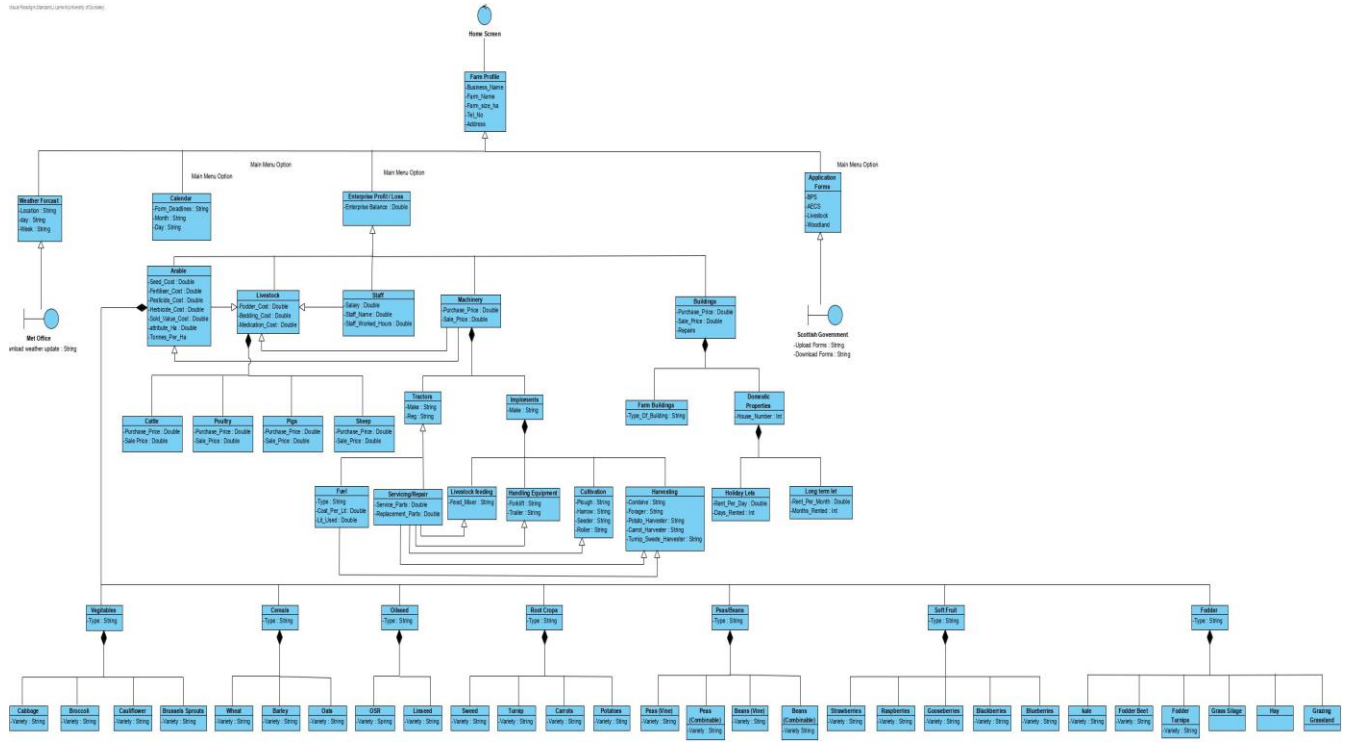 Home Screen
Farm Profile
-Business_Name
-Farm_Name
-Farm_size_ha
-Tel_No
-Address
Main Menu Option
Main Menu Option
Main Menu Option
Main Menu Option
Weather Forcast
-Location : String
-day : String
-Week : String
Calendar
-Form_Deadlines : String
-Month : String
-Day : String
Enterprise Profit / Loss
-Enterprise Balance : Double
Application
Forms
-BPS
-AECS
-Livestock
-Woodland
Met Office
wnload weather update : String
Scottish Government
-Upload Forms : String
-Download Forms : String
Arable
-Seed_Cost : Double
-Fertiliser_Cost : Double
-Pesticide_Cost : Double
-Herbicide_Cost : Double
-Sold_Value_Cost : Double
-attribute_Ha : Double
-Tonnes_Per_Ha
Livestock
-Fodder_Cost : Double
-Bedding_Cost : Double
-Medication_Cost : Double
Staff
-Salary : Double
-Staff_Name : Double
-Staff_Worked_Hours : Double
Machinery
-Purchase_Price : Double
-Sale_Price : Double
Buildings
-Purchase_Price : Double
-Sale_Price : Double
-Repairs
Cattle
-Purchase_Price : Double
-Sale Price : Double
Poultry
-Purchase_Price : Double
-Sale_Price : Double
Pigs
-Purchase_Price : Double
-Sale_Price : Double
Sheep
-Purchase_Price : Double
-Sale_Price : Double
Tractors
-Make : String
-Reg : String
Implements
-Make : String
Farm Buildings
-Type_Of_Building : String
Domestic
Properties
-House_Number : Int
Fuel
-Type : String
-Cost_Per_Lit : Double
-Lit_Used : Double
Servicing/Repair
-Service_Parts : Double
-Replacement_Parts : Double
Livestock feeding
-Feed_Mixer : String
Handling Equipment
-Forklift : String
-Trailer : String
Cultivation
-Plough : String
-Harrow : String
-Seeder : String
-Roller : String
Harvesting
-Combine : String
-Forager : String
-Potato_Harvester : String
-Carrot_Harvester : String
-Turnip_Swede_Harvester : String
Holiday Lets
-Rent_Per_Day : Double
-Days_Rented : Int
Long term let
-Rent_Per_Month : Double
-Months_Rented : Int
Vegitables
-Type : String
Cereals
-Type : String
Oilseed
-Type : String
Root Crops
-Type : String
Peas/Beans
-Type : String
Soft Fruit
-Type : String
Fodder
-Type : String
Cabbage
-Variety : String
Broccoli
-Variety : String
Cauliflower
-Variety : String
Brussels Sprouts
-Variety : String
Wheat
-Variety : String
Barley
-Variety : String
Oats
-Variety : String
OSR
-Variety : Spring
Linseed
-Variety : String
Sweed
-Variety : String
Turnip
-Variety : String
Carrots
-Variety : String
Potatoes
-Variety : String
Peas (Vine)
-Variety : String
Peas
(Combinable)
-Variety : String
Beans (Vine)
-Variety : String
Beans
(Combinable)
-Variety String
Strawberries
-Variety : String
Raspberries
-Variety : String
Gooseberries
-Variety : String
Blackberries
-Variety : String
Blueberries
-Variety : String
kale
-Variety : String
Fodder Beet
-Variety : String
Fodder
Turnips
-Variety : String
Grass Silage
Hay
Grazing
Grassland